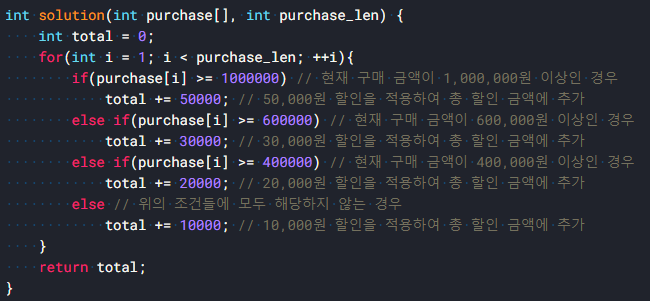 int solution(int purchase[], int purchase_len) {
    int total = 0;
    for(int i = 1; i < purchase_len; ++i){
        if(purchase[i] >= 1000000) // 현재 구매 금액이 1,000,000원 이상인 경우
            total += 50000; // 50,000원 할인을 적용하여 총 할인 금액에 추가
        else if(purchase[i] >= 600000) // 현재 구매 금액이 600,000원 이상인 경우
            total += 30000; // 30,000원 할인을 적용하여 총 할인 금액에 추가
        else if(purchase[i] >= 400000) // 현재 구매 금액이 400,000원 이상인 경우
            total += 20000; // 20,000원 할인을 적용하여 총 할인 금액에 추가
        else // 위의 조건들에 모두 해당하지 않는 경우
            total += 10000; // 10,000원 할인을 적용하여 총 할인 금액에 추가
    }
    return total;
}